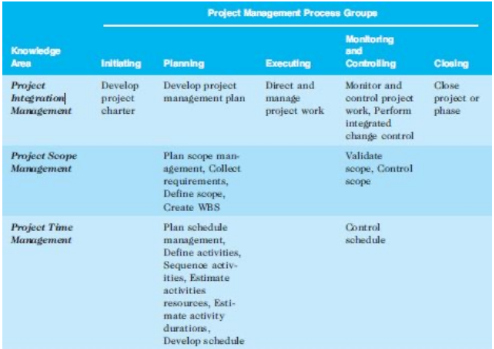 Project Management Process Groups
Knowledge
Area
Initiating
Planning
Executing
Monitoring
and
Controlling
Closing
Project
Integration
Management
Develop
project
charter
Develop project
management plan
Direct and
manage
project work
Monitor and
control project
work, Perform
integrated
change control
Close
project or
phase
Project Scope
Management
Plan scope man-
agement, Collect
requirements,
Define scope,
Create WBS
Validate
scope, Control
scope
Project Time
Management
Plan schedule
management,
Define activities,
Sequence activ-
ities, Estimate
activities
resources, Esti-
mate activity
durations,
Develop schedule
Control
schedule